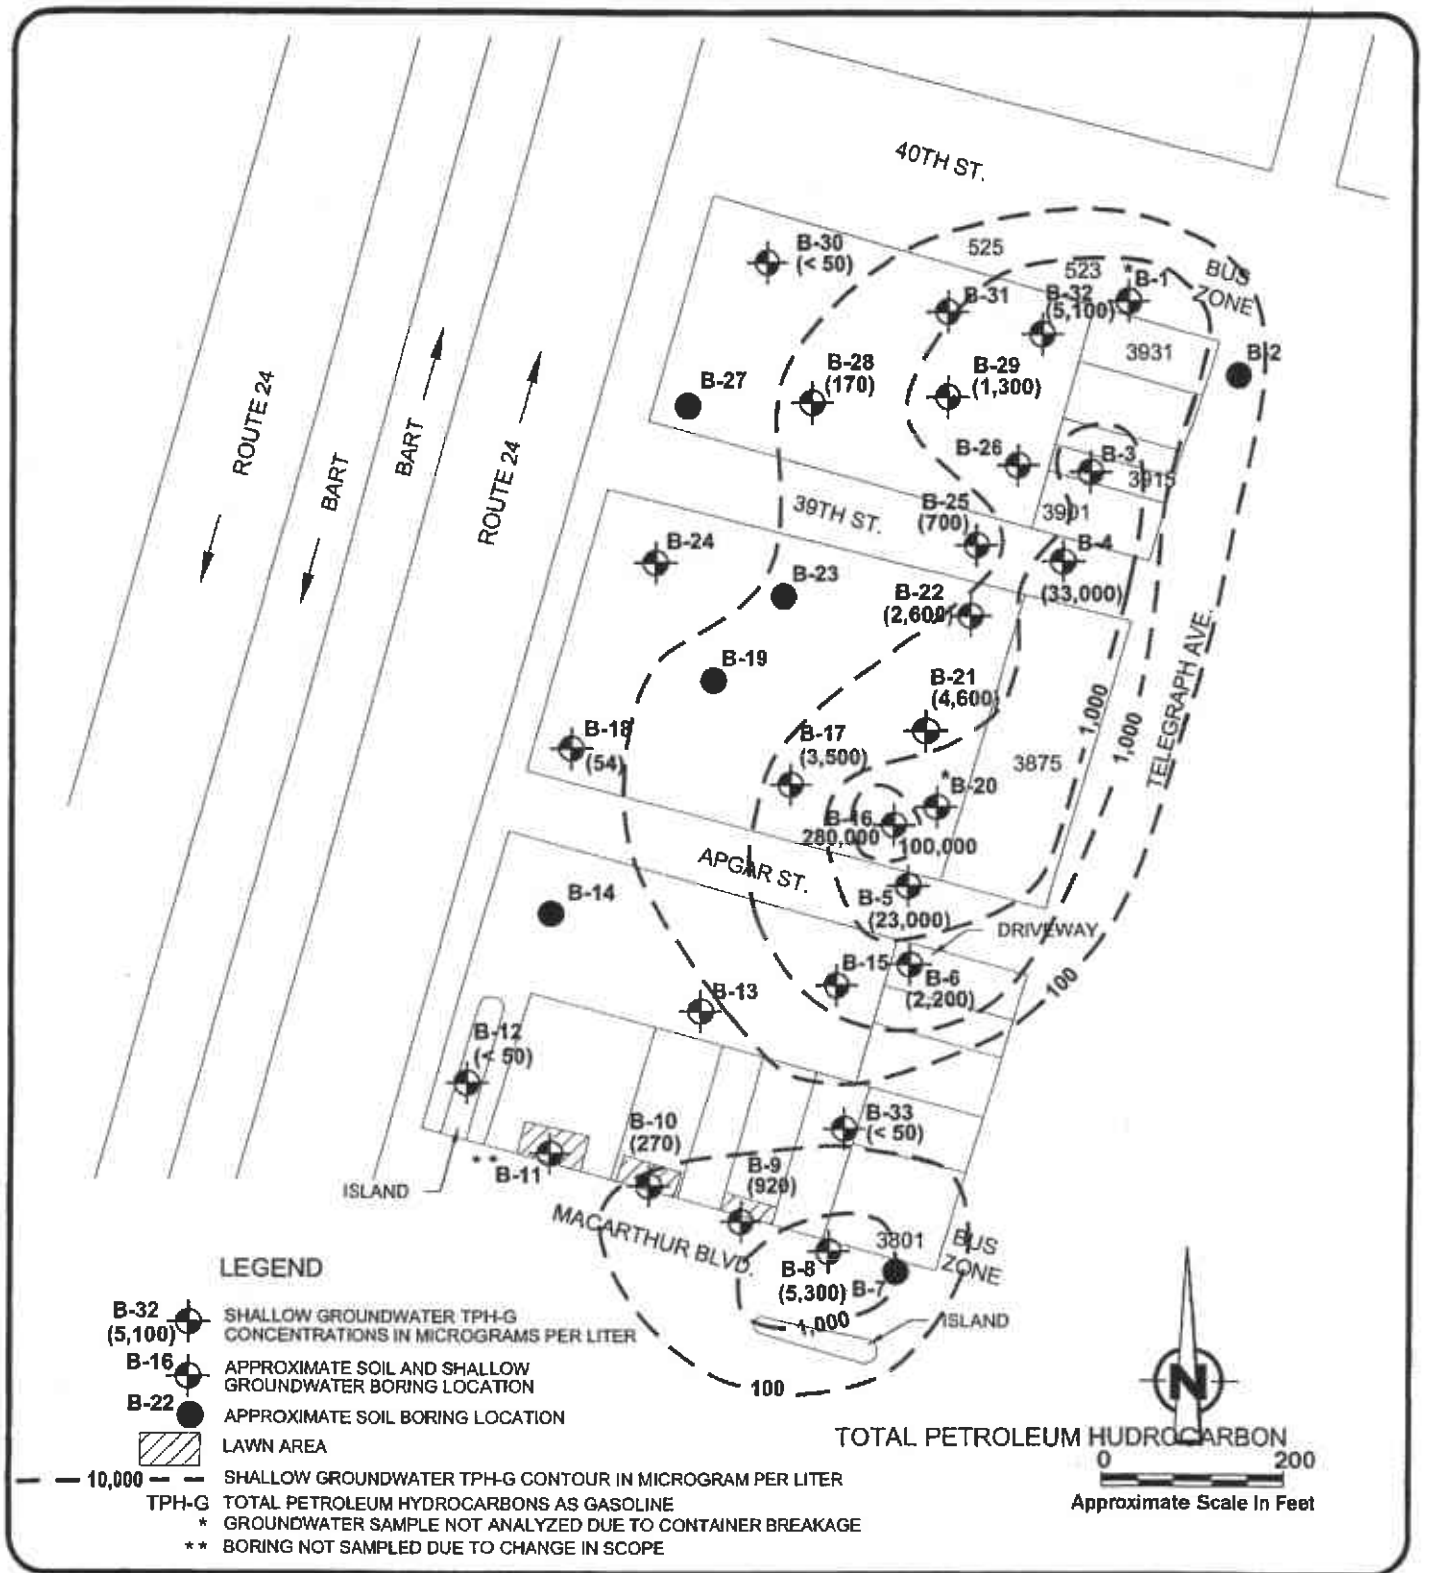 40TH ST.
525
523
BUS
ZONE
B-30
(< 50)
B-31
B-32
(5,100)
*
B-1
3931
B-2
B-28
(170)
B-29
(1,300)
B-27
B-26
B-3
3915
3901
B-25
(700)
39TH ST.
B-4
(33,000)
B-24
B-23
B-22
(2,600)
B-19
B-21
(4,600)
B-18
(54)
B-17
(3,500)
*
B-20
3875
B-16
280,000
100,000
APGAR ST.
B-5
(23,000)
DRIVEWAY
B-14
B-15
B-6
(2,200)
B-13
B-12
(< 50)
B-33
(< 50)
B-10
(270)
B-9
(920)
**
B-11
ISLAND
MACARTHUR BLVD.
3801
BUS
ZONE
B-8
(5,300)
B-7
1,000
ISLAND
100
1,000
1,000
TELEGRAPH AVE.
100
ROUTE 24
BART
BART
ROUTE 24
LEGEND
B-32
(5,100)
SHALLOW GROUNDWATER TPH-G
CONCENTRATIONS IN MICROGRAMS PER LITER
B-16
APPROXIMATE SOIL AND SHALLOW
GROUNDWATER BORING LOCATION
B-22
APPROXIMATE SOIL BORING LOCATION
LAWN AREA
10,000 SHALLOW GROUNDWATER TPH-G CONTOUR IN MICROGRAM PER LITER
TPH-G TOTAL PETROLEUM HYDROCARBONS AS GASOLINE
* GROUNDWATER SAMPLE NOT ANALYZED DUE TO CONTAINER BREAKAGE
** BORING NOT SAMPLED DUE TO CHANGE IN SCOPE
N
TOTAL PETROLEUM HUDROCARBON
0 200
Approximate Scale In Feet